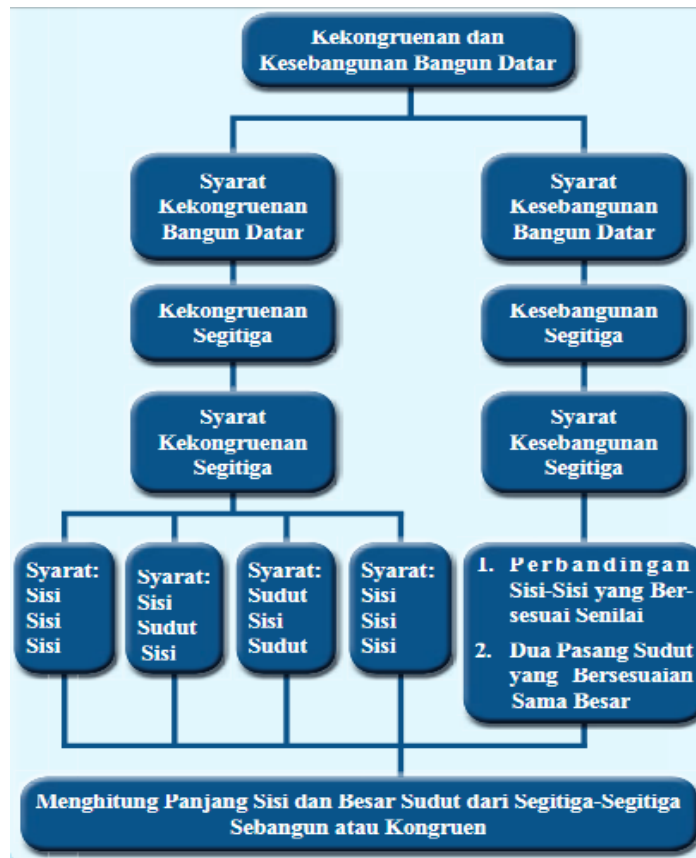 Kekongruenan dan
Kesebangunan Bangun Datar
Syarat
Kekongruenan
Bangun Datar
Syarat
Kesebangunan
Bangun Datar
Kekongruenan
Segitiga
Kesebangunan
Segitiga
Syarat
Kekongruenan
Segitiga
Syarat
Kesebangunan
Segitiga
Syarat:
Sisi
Sisi
Sisi
Syarat:
Sisi
Sudut
Sisi
Syarat:
Sudut
Sisi
Sudut
Syarat:
Sisi
Sisi
Sisi
1. Perbandingan
Sisi-Sisi yang Ber-
sesuai Senilai
2. Dua Pasang Sudut
yang Bersesuaian
Sama Besar
Menghitung Panjang Sisi dan Besar Sudut dari Segitiga-Segitiga
Sebangun atau Kongruen